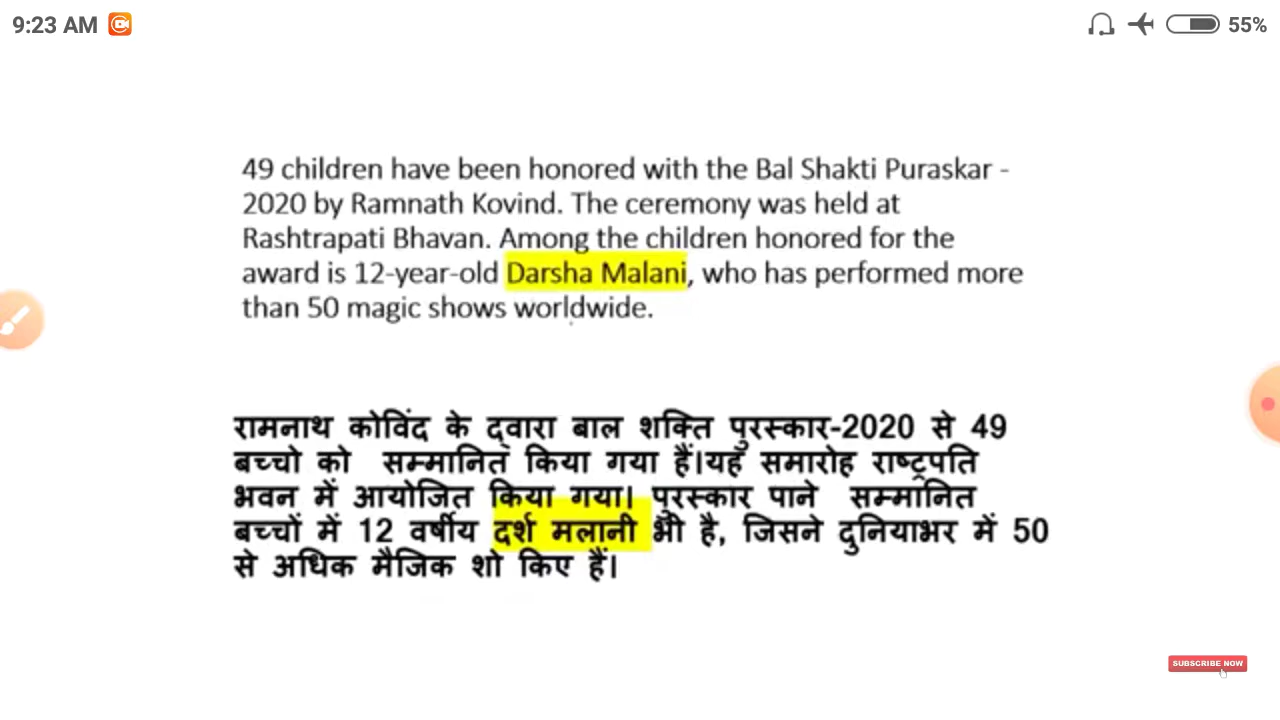 9:23 AM
55%
49 children have been honored with the Bal Shakti Puraskar -
2020 by Ramnath Kovind. The ceremony was held at
Rashtrapati Bhavan. Among the children honored for the
award is 12-year-old Darsha Malani, who has performed more
than 50 magic shows worldwide.
रामनाथ कोविंद के द्वारा बाल शक्ति पुरस्कार-2020 से 49
बच्चो को सम्मानित किया गया हैं।यह समारोह राष्ट्रपति
भवन में आयोजित किया गया। पुरस्कार पाने सम्मानित
बच्चों में 12 वर्षीय दर्श मलानी भी है, जिसने दुनियाभर में 50
से अधिक मैजिक शो किए हैं।
SUBSCRIBE NOW